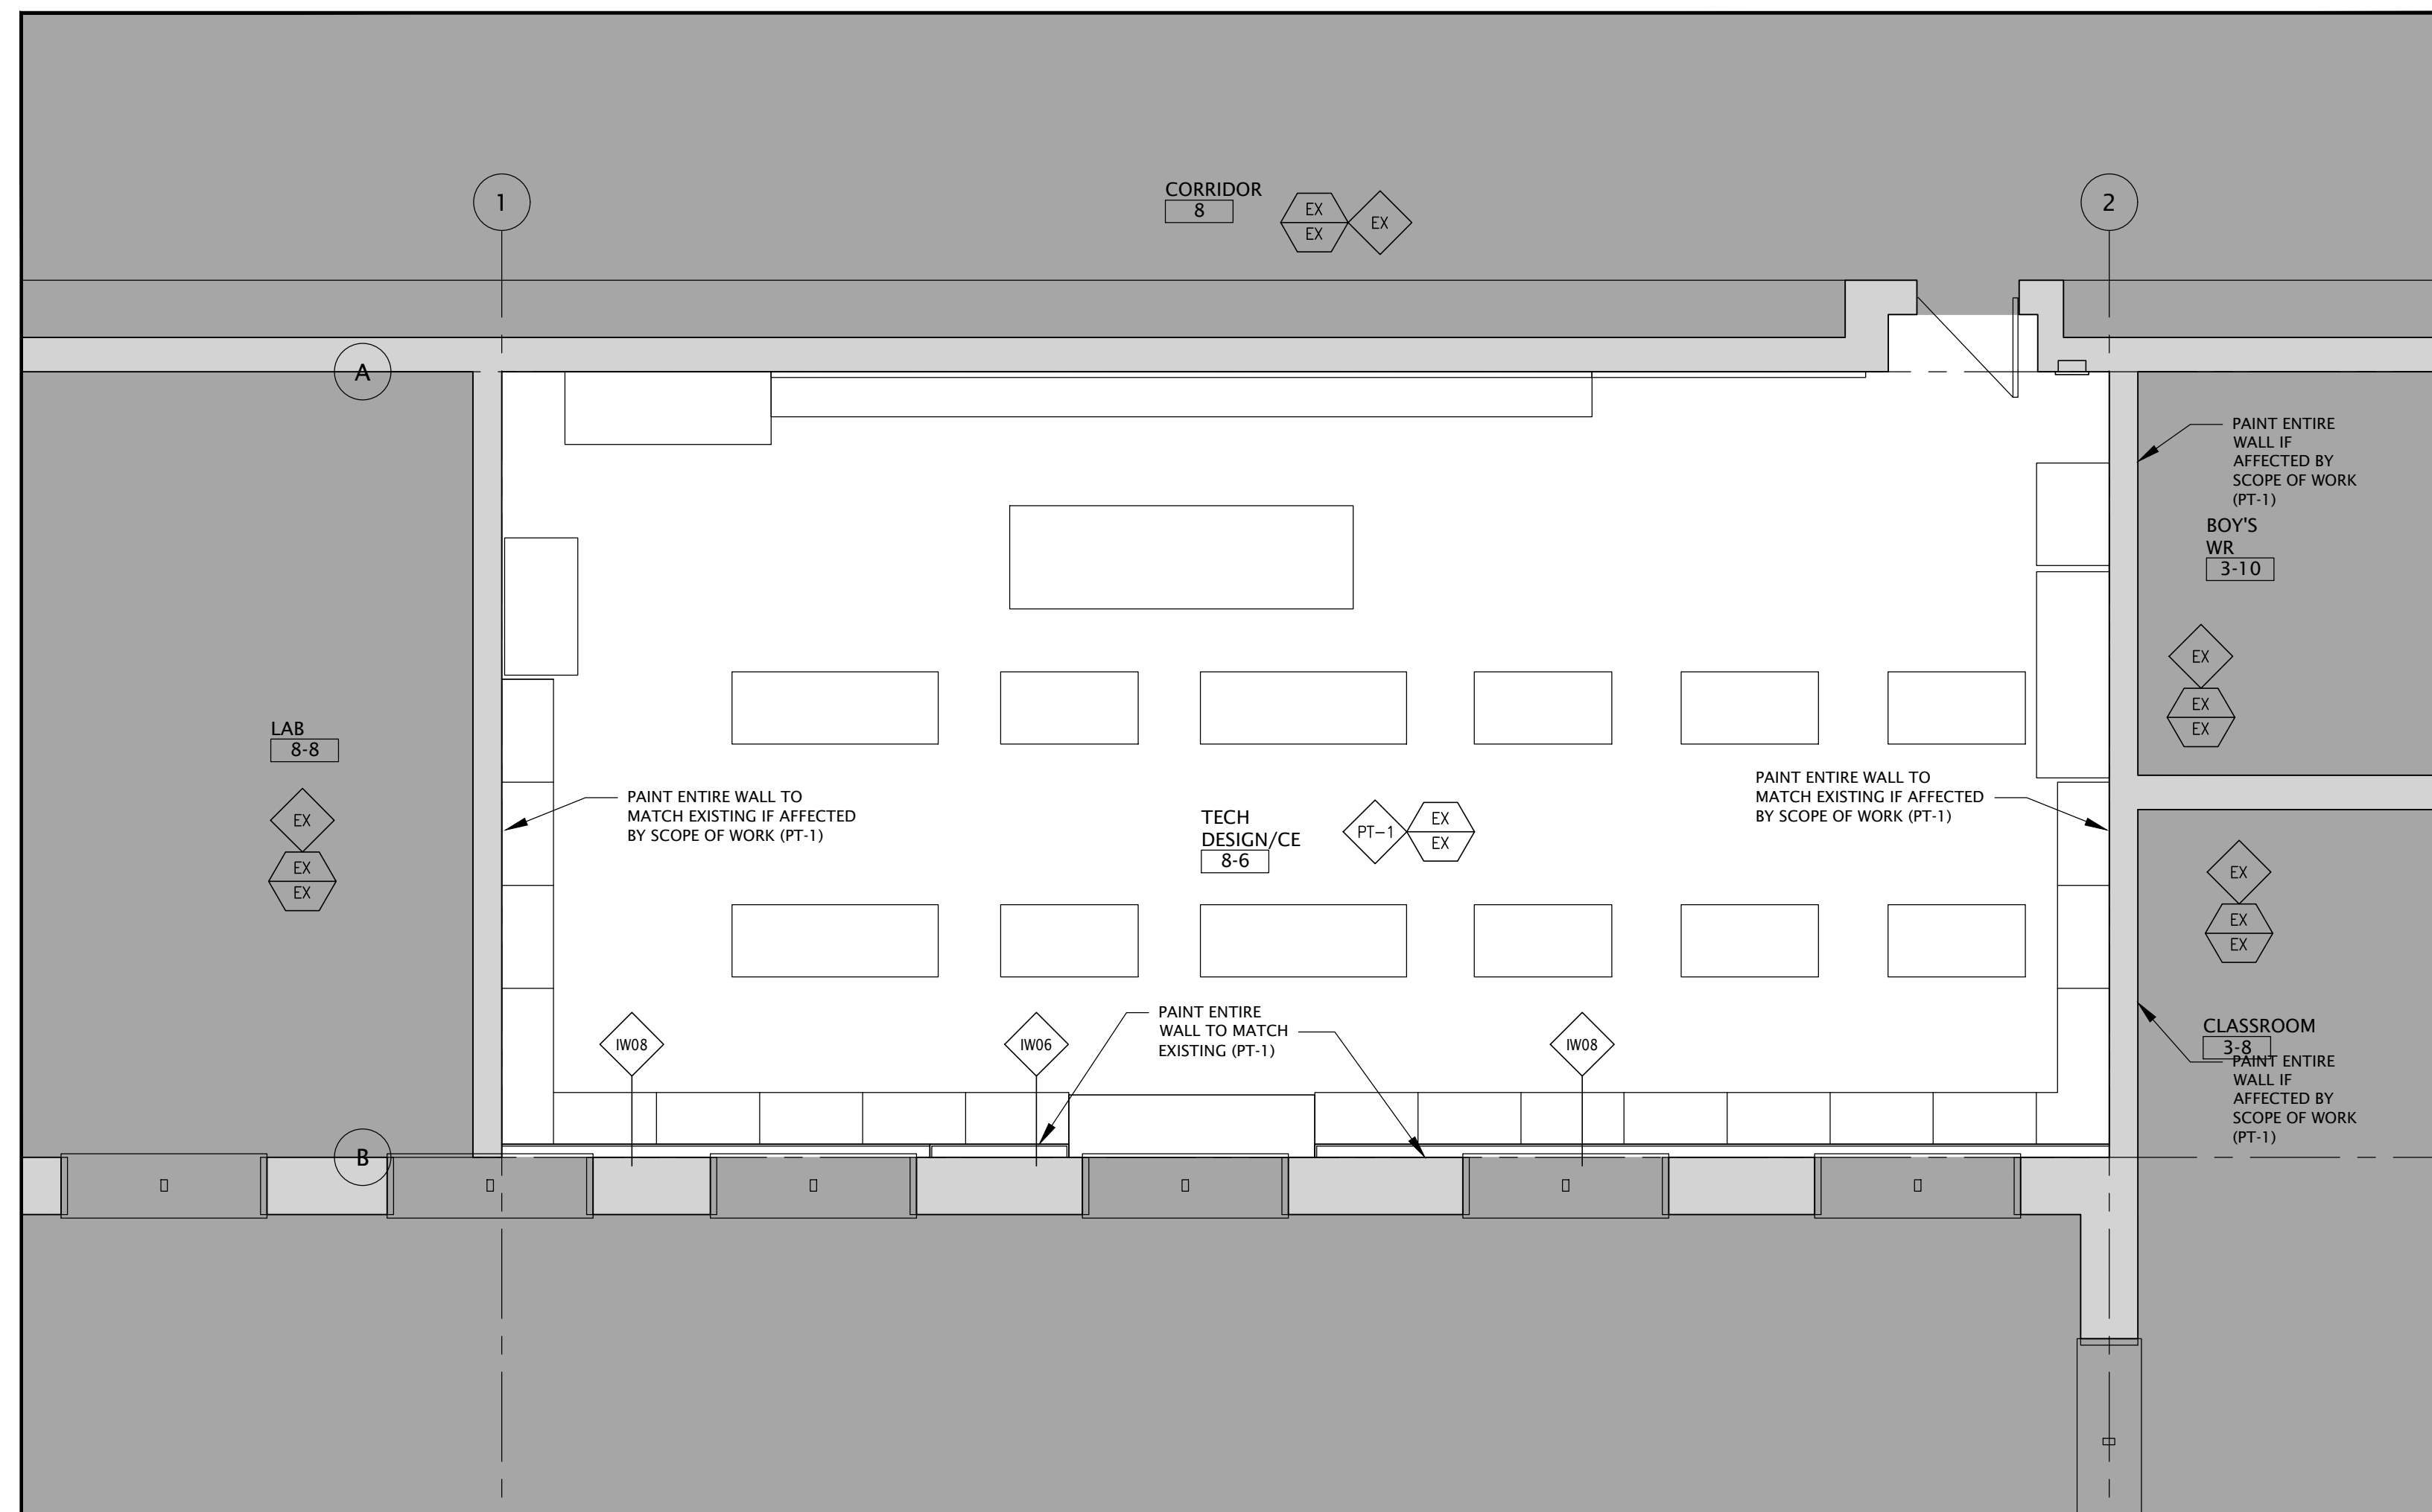 1
CORRIDOR
8
EX
EX
EX
2
A
PAINT ENTIRE
WALL IF
AFFECTED BY
SCOPE OF WORK
(PT-1)
BOY'S
WR
3-10
EX
EX
EX
LAB
8-8
EX
EX
EX
PAINT ENTIRE WALL TO
MATCH EXISTING IF AFFECTED
BY SCOPE OF WORK (PT-1)
TECH
DESIGN/CE
8-6
PT-1
EX
EX
PAINT ENTIRE WALL TO
MATCH EXISTING IF AFFECTED
BY SCOPE OF WORK (PT-1)
EX
EX
EX
IW08
IW06
PAINT ENTIRE
WALL TO MATCH
EXISTING (PT-1)
IW08
CLASSROOM
3-8
PAINT ENTIRE
WALL IF
AFFECTED BY
SCOPE OF WORK
(PT-1)
B